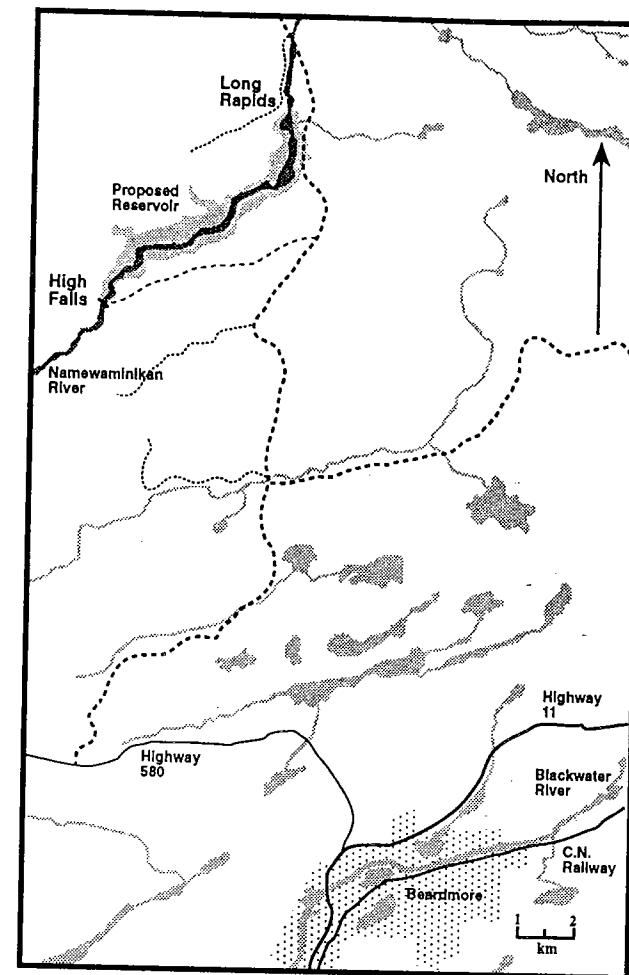 Long
Rapids
North
Proposed
Reservoir
High
Falls
Namewaminikan
River
Highway
11
Highway
580
Blackwater
River
C.N.
Railway
Beardmore
1 2
km